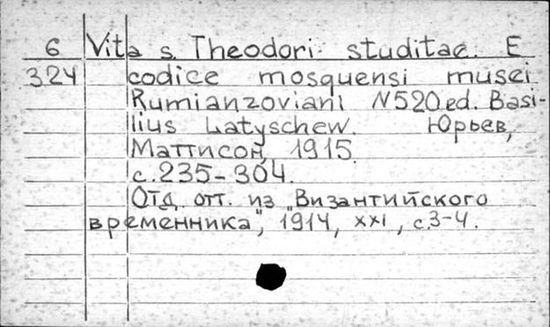 6 Vita s. Theodori studitae. E
324 codice mosquensi musei
Rumianzoviani N520 ed. Basi-
lius Latyschew. Юрьев,
Маттисон, 1915.
с.235-304.
Отд. отт. из "Византийского
временника", 1914, XXI, с.3-4.